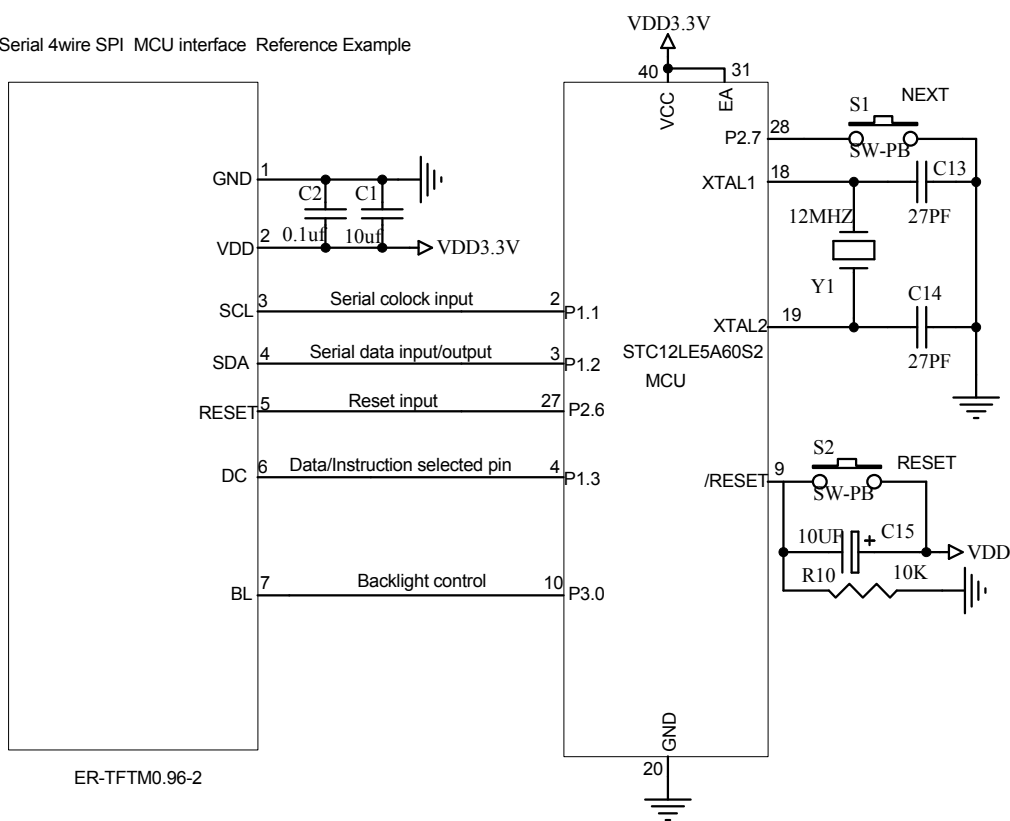 Serial 4wire SPI MCU interface Reference Example
VDD3.3V
40
31
VCC
EA
GND
1
C2
C1
0.1uf
10uf
VDD
2
VDD3.3V
SCL
3
Serial colock input
2
P1.1
SDA
4
Serial data input/output
3
P1.2
RESET
5
Reset input
27
P2.6
DC
6
Data/Instruction selected pin
4
P1.3
BL
7
Backlight control
10
P3.0
ER-TFTM0.96-2
P2.7
28
S1
NEXT
SW-PB
XTAL1
18
C13
27PF
12MHZ
Y1
XTAL2
19
C14
27PF
STC12LE5A60S2
MCU
/RESET
9
S2
RESET
SW-PB
10UF
+
C15
VDD
R10
10K
GND
20